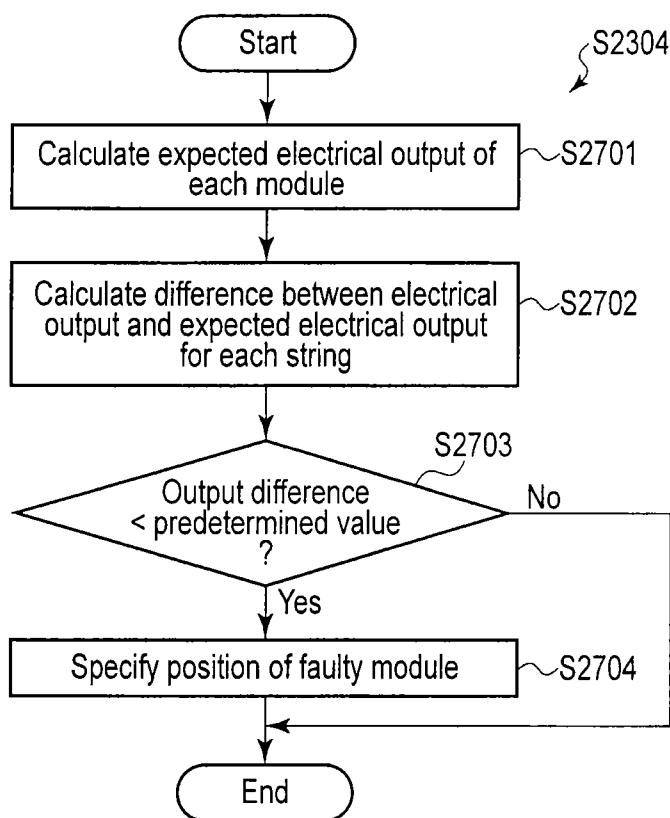 Start
S2304
Calculate expected electrical output of
each module
S2701
Calculate difference between electrical
output and expected electrical output
for each string
S2702
S2703
Output difference
< predetermined value
?
No
Yes
Specify position of faulty module
S2704
End